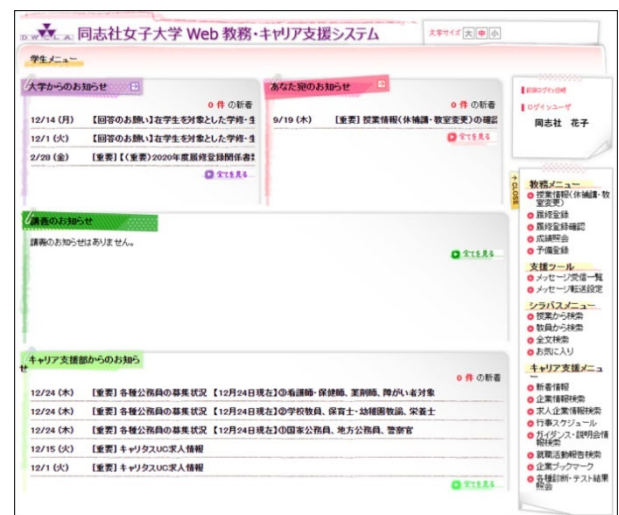 DWCLA 同志社女子大学 Web 教務・キャリア支援システム
文字サイズ 大 中 小
学生メニュー
大学からのお知らせ
0 件 の新着
12/14 (月) 【回答のお願い】在学生を対象とした学修・生
12/1 (火) 【回答のお願い】在学生を対象とした学修・生
2/28 (金) 【重要】【(重要)2020年度履修登録関係書
全てを見る
あなた宛のお知らせ
0 件 の新着
9/19 (木) 【重要】授業情報(休補講・教室変更)の確認
全てを見る
講義のお知らせ
講義のお知らせはありません。
全てを見る
キャリア支援部からのお知ら
せ
0 件 の新着
12/24 (木) 【重要】各種公務員の募集状況 【12月24日現在】③看護師・保健師、薬剤師、障がい者対象
12/24 (木) 【重要】各種公務員の募集状況 【12月24日現在】②学校教員、保育士・幼稚園教諭、栄養士
12/24 (木) 【重要】各種公務員の募集状況 【12月24日現在】①国家公務員、地方公務員、警察官
12/15 (火) 【重要】キャリタスUC求人情報
12/1 (火) 【重要】キャリタスUC求人情報
全てを見る
前回ログイン日時
ログインユーザ
同志社 花子
CLOSE
教務メニュー
授業情報(休補講・教
室変更)
履修登録
履修登録確認
成績照会
予備登録
支援ツール
メッセージ受信一覧
メッセージ転送設定
シラバスメニュー
授業から検索
教員から検索
全文検索
お気に入り
キャリア支援メニュ
ー
新着情報
企業情報検索
求人企業情報検索
行事スケジュール
ガイダンス・説明会情
報検索
就職活動報告検索
企業ブックマーク
各種診断・テスト結果
照会